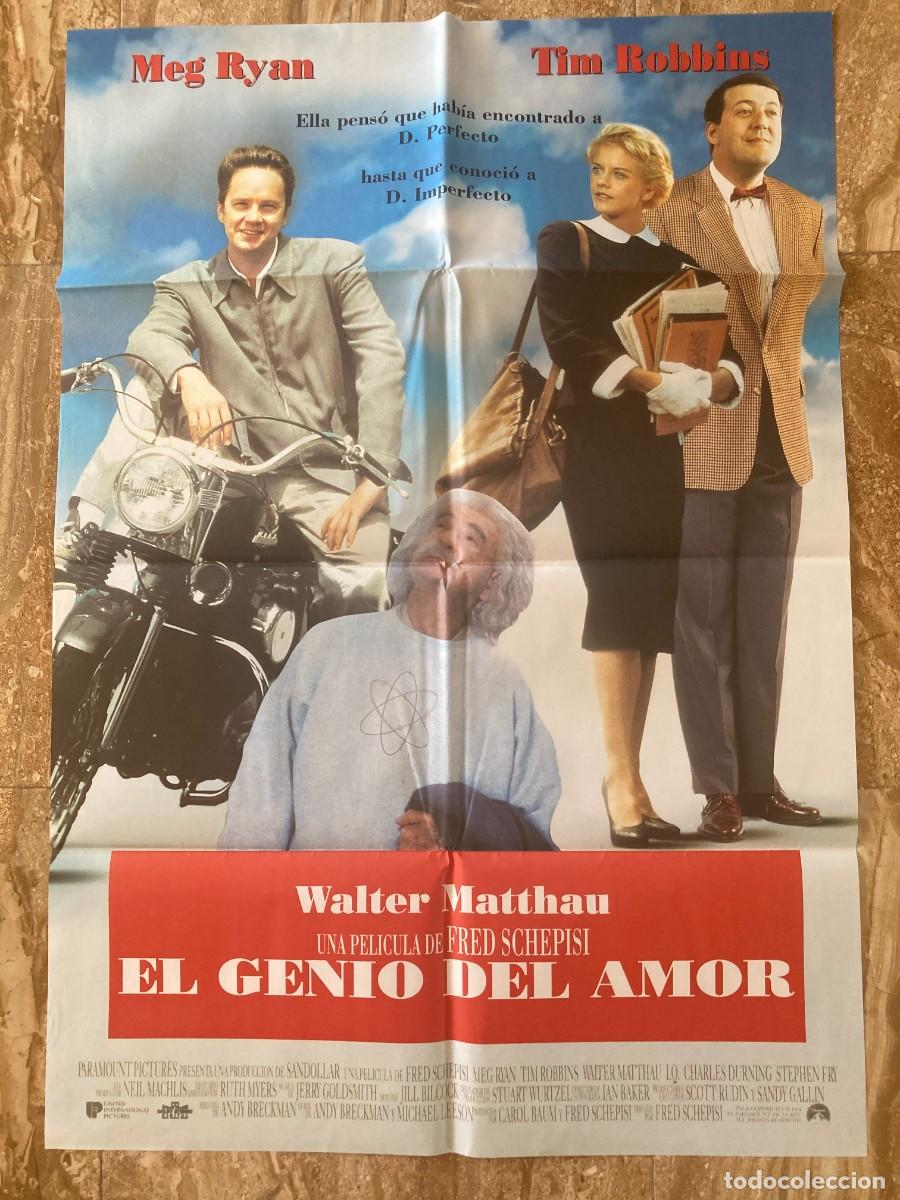 Meg Ryan
Tim Robbins
Ella pensó que había encontrado a
D. Perfecto
hasta que conoció a
D. Imperfecto
Walter Matthau
UNA PELICULA DE FRED SCHEPISI
EL GENIO DEL AMOR
PARAMOUNT PICTURES PRESENTA UNA PRODUCCION DE SANDOLLAR UNA PELICULA DE FRED SCHEPISI MEG RYAN TIM ROBBINS WALTER MATTHAU I.Q. CHARLES DURNING STEPHEN FRY
NEIL MACHLIS RUTH MYERS JERRY GOLDSMITH JILL BILCOCK STUART WURTZEL IAN BAKER SCOTT RUDIN Y SANDY GALLIN
ANDY BRECKMAN ANDY BRECKMAN Y MICHAEL LEESON CAROL BAUM Y FRED SCHEPISI FRED SCHEPISI
UNITED
INTERNATIONAL
PICTURES
todocoleccion